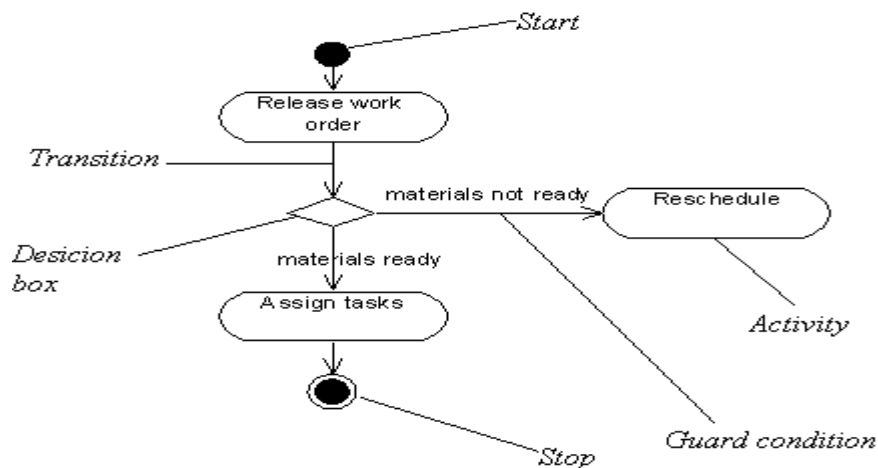 Start
Release work
order
Transition
materials not ready
Reschedule
Desicion
box
materials ready
Assign tasks
Activity
Guard condition
Stop